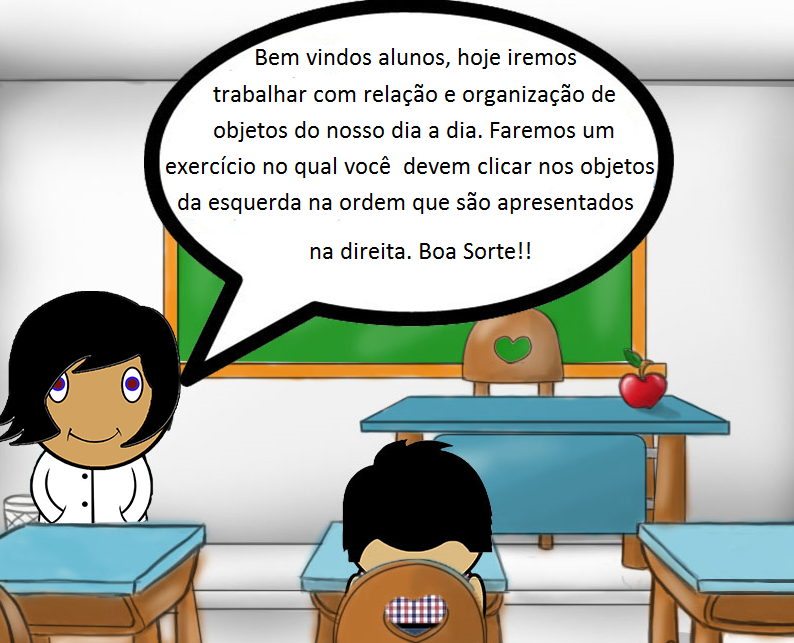 Bem vindos alunos, hoje iremos
trabalhar com relação e organização de
objetos do nosso dia a dia. Faremos um
exercício no qual você devem clicar nos objetos
da esquerda na ordem que são apresentados
na direita. Boa Sorte!!